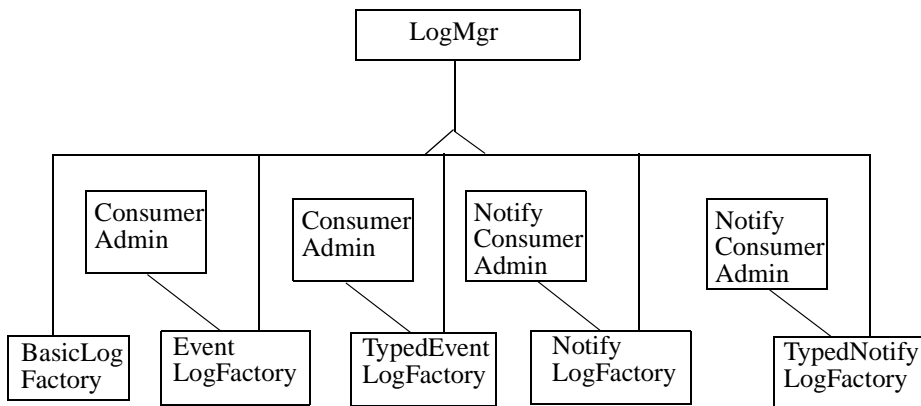 LogMgr
Consumer
Admin
Consumer
Admin
Notify
Consumer
Admin
Notify
Consumer
Admin
BasicLog
Factory
Event
LogFactory
TypedEvent
LogFactory
Notify
LogFactory
TypedNotify
LogFactory